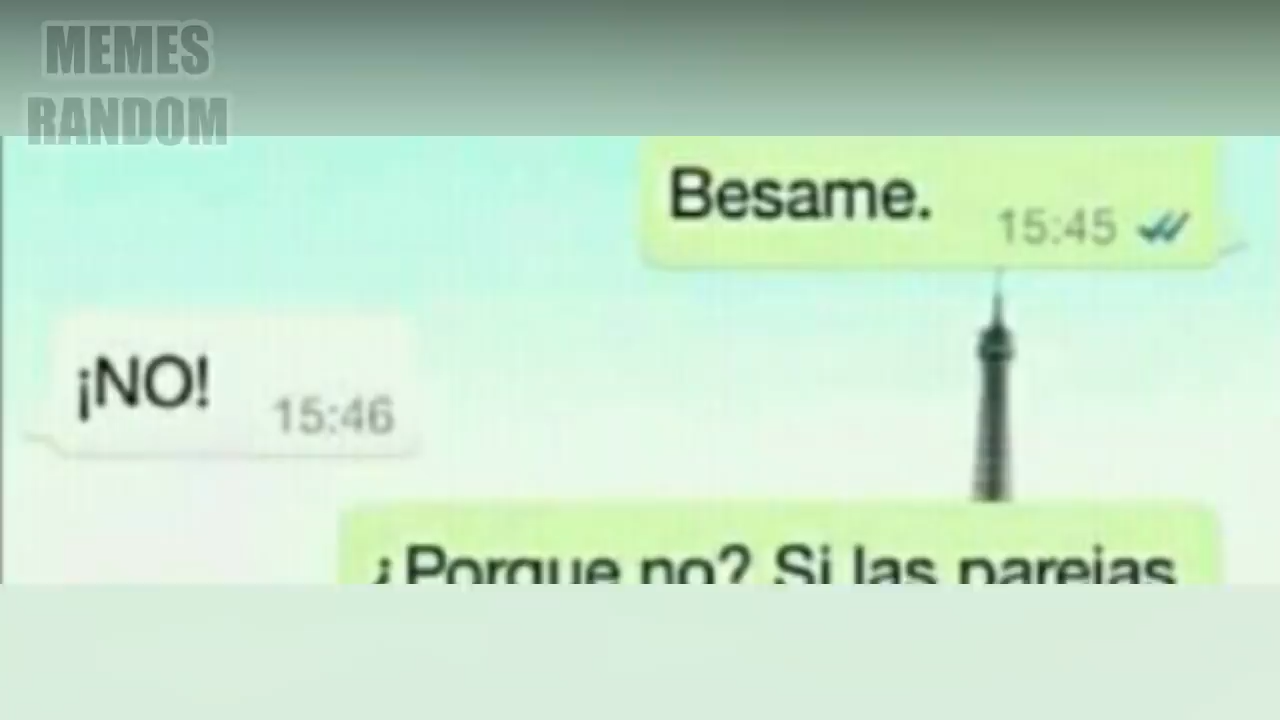 MEMES
RANDOM
Besame.
15:45
¡NO!
15:46
¿Porque no? Si las parejas